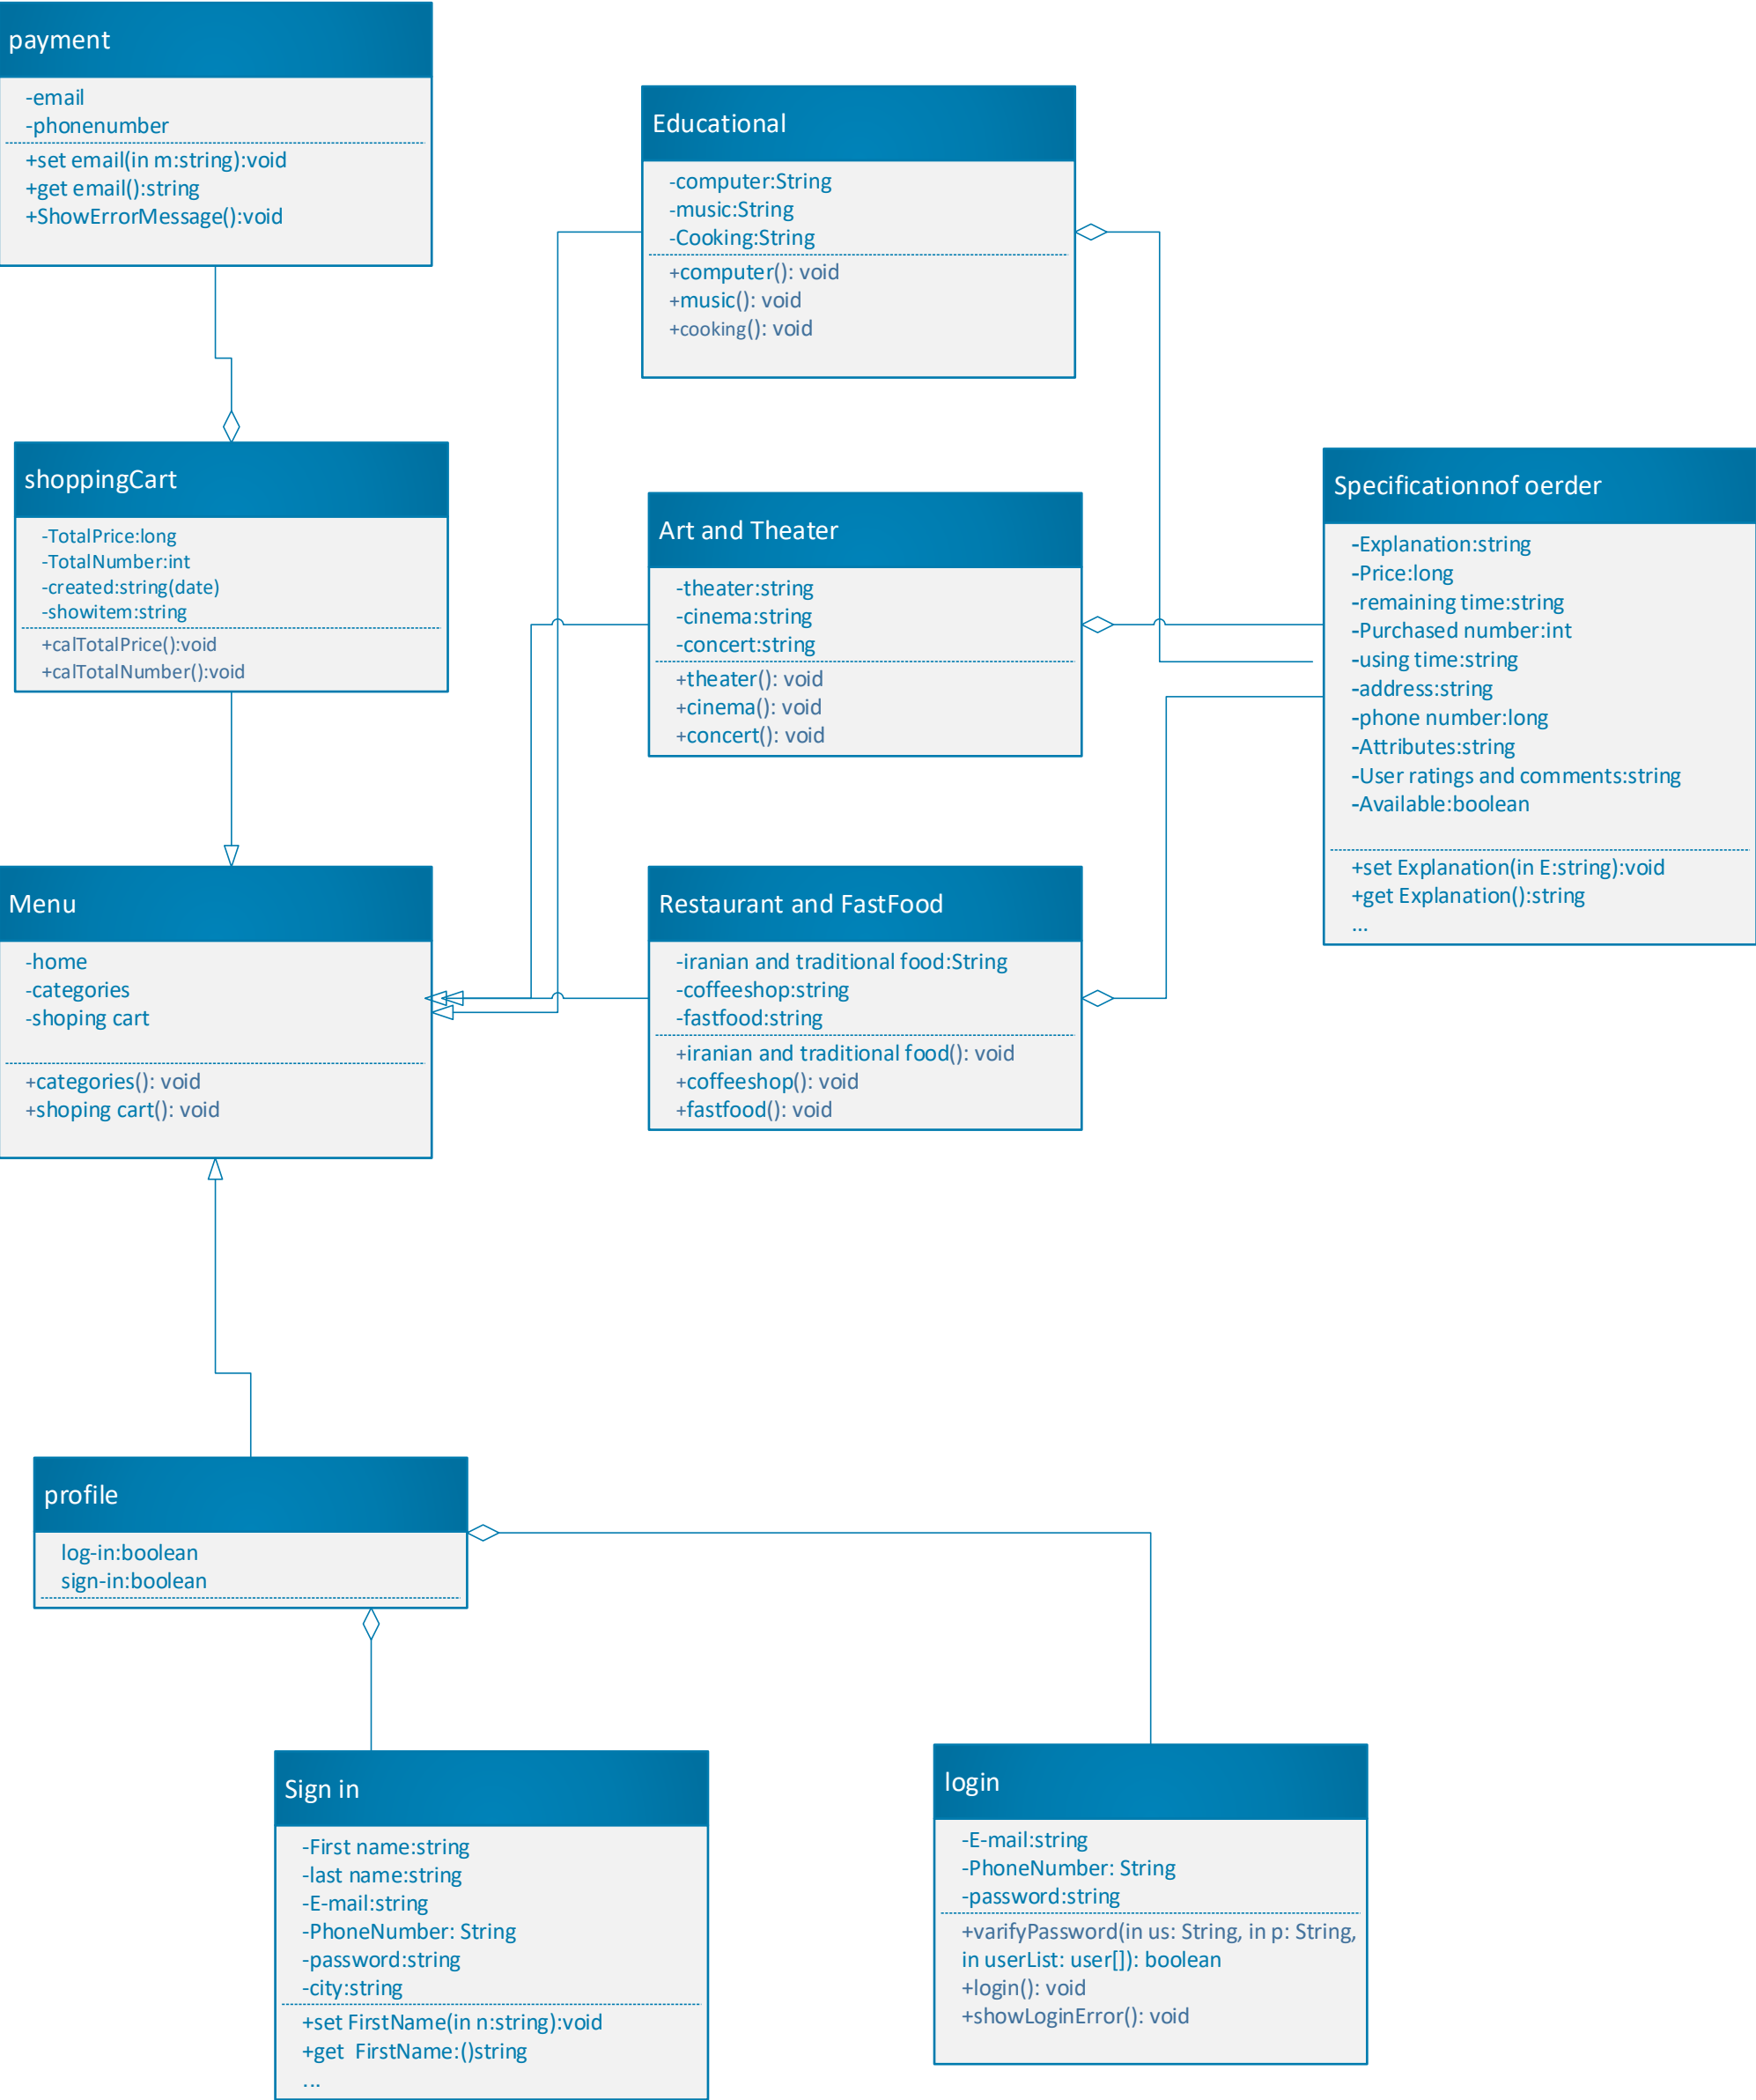 payment
-email
-phonenumber
+set email(in m:string):void
+get email():string
+ShowErrorMessage():void
Educational
-computer:String
-music:String
-Cooking:String
+computer(): void
+music(): void
+cooking(): void
shoppingCart
-TotalPrice:long
-TotalNumber:int
-created:string(date)
-showitem:string
+calTotalPrice():void
+calTotalNumber():void
Art and Theater
-theater:string
-cinema:string
-concert:string
+theater(): void
+cinema(): void
+concert(): void
Specificationnof oerder
-Explanation:string
-Price:long
-remaining time:string
-Purchased number:int
-using time:string
-address:string
-phone number:long
-Attributes:string
-User ratings and comments:string
-Available:boolean
+set Explanation(in E:string):void
+get Explanation():string
...
Menu
-home
-categories
-shoping cart
+categories(): void
+shoping cart(): void
Restaurant and FastFood
-iranian and traditional food:String
-coffeeshop:string
-fastfood:string
+iranian and traditional food(): void
+coffeeshop(): void
+fastfood(): void
profile
log-in:boolean
sign-in:boolean
Sign in
-First name:string
-last name:string
-E-mail:string
-PhoneNumber: String
-password:string
-city:string
+set FirstName(in n:string):void
+get  FirstName:()string
...
login
-E-mail:string
-PhoneNumber: String
-password:string
+varifyPassword(in us: String, in p: String,
in userList: user[]): boolean
+login(): void
+showLoginError(): void